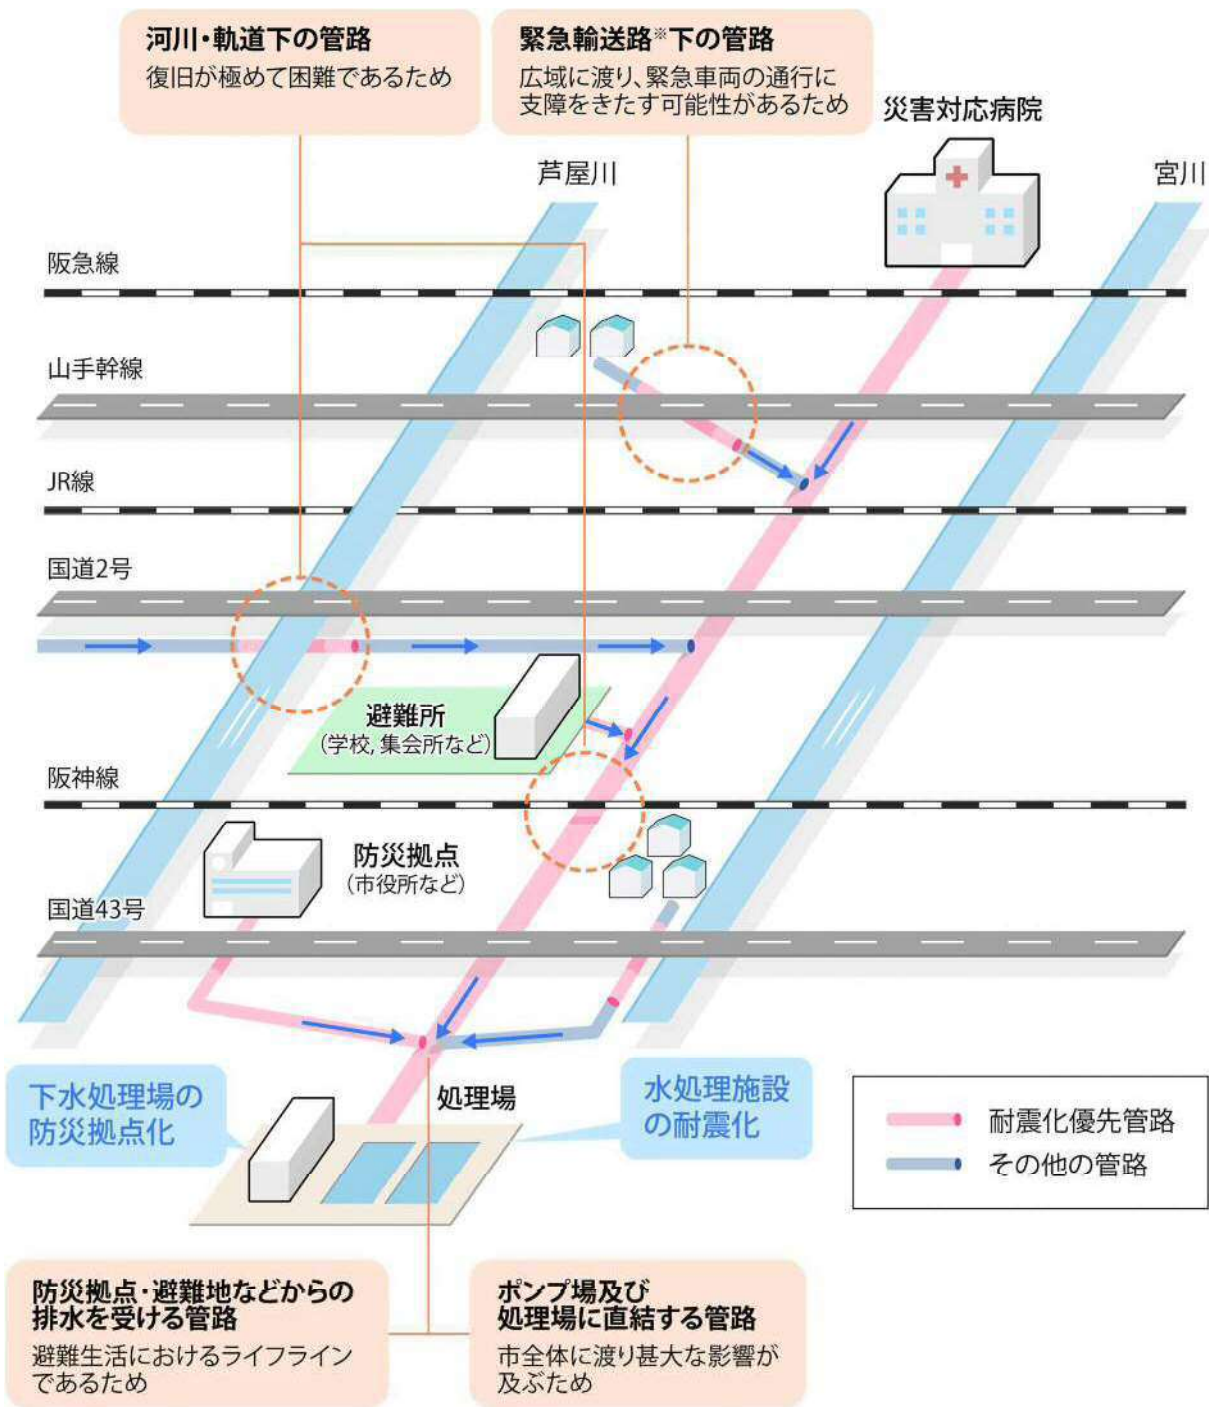 河川・軌道下の管路
復旧が極めて困難であるため
緊急輸送路※下の管路
広域に渡り、緊急車両の通行に
支障をきたす可能性があるため
災害対応病院
芦屋川
宮川
阪急線
山手幹線
JR線
国道2号
避難所
(学校, 集会所など)
阪神線
防災拠点
(市役所など)
国道43号
下水処理場の
防災拠点化
処理場
水処理施設
の耐震化
耐震化優先管路
その他の管路
防災拠点・避難地などからの
排水を受ける管路
避難生活におけるライフライン
であるため
ポンプ場及び
処理場に直結する管路
市全体に渡り甚大な影響が
及ぶため